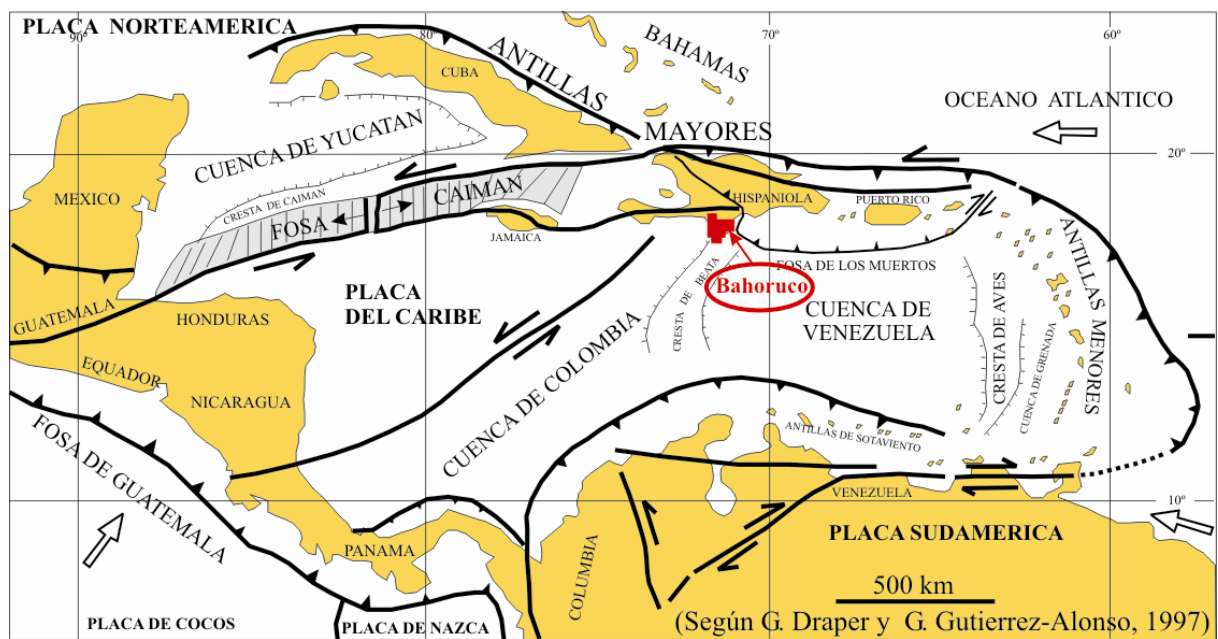 PLACA NORTEAMERICA
90º
80º
70º
60º
ANTILLAS
BAHAMAS
CUBA
OCEANO ATLANTICO
CUENCA DE YUCATAN
MAYORES
20º
MEXICO
CRESTA DE CAIMAN
FOSA
CAIMAN
HISPANIOLA
PUERTO RICO
JAMAICA
ANTILLAS MENORES
FOSA DE LOS MUERTOS
Bahoruco
CRESTA DE BEATA
PLACA
DEL CARIBE
GUATEMALA
HONDURAS
CUENCA DE
VENEZUELA
CRESTA DE AVES
CUENCA DE GRENADA
EQUADOR
NICARAGUA
CUENCA DE COLOMBIA
FOSA DE GUATEMALA
ANTILLAS DE SOTAVIENTO
VENEZUELA
10º
PANAMA
COLUMBIA
PLACA SUDAMERICA
500 km
PLACA DE COCOS
PLACA DE NAZCA
(Según G. Draper y G. Gutierrez-Alonso, 1997)